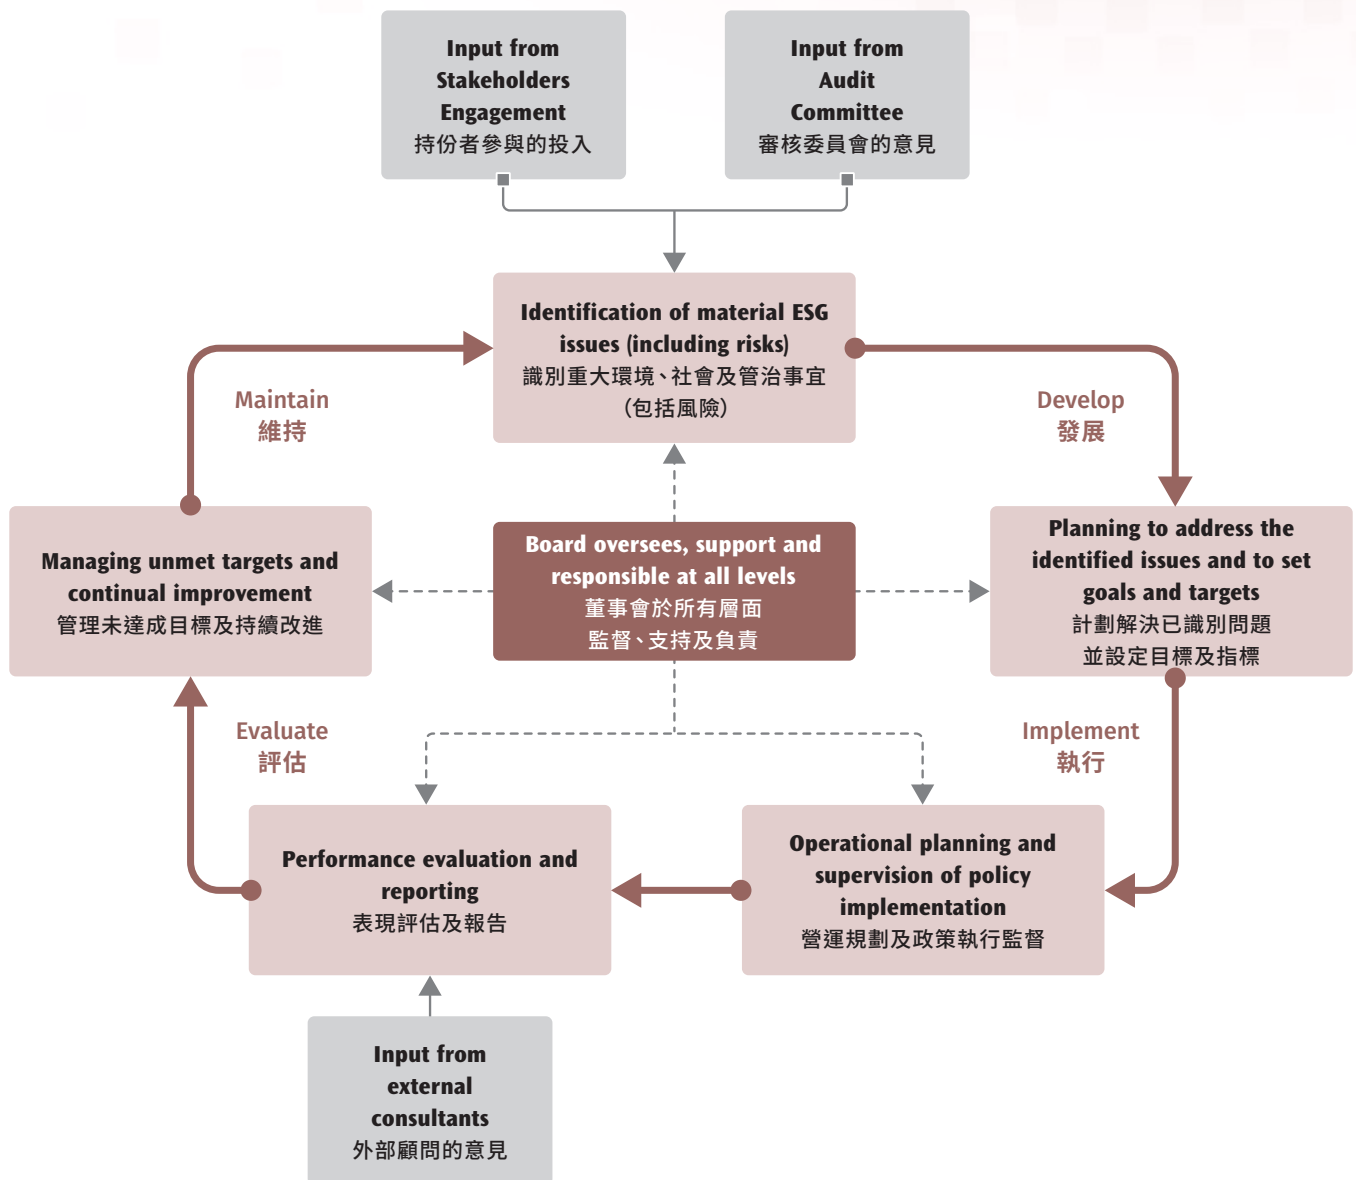 Input from
Stakeholders
Engagement
持份者參與的投入
Input from
Audit
Committee
審核委員會的意見
Identification of material ESG
issues (including risks)
識別重大環境、社會及管治事宜
（包括風險）
Maintain
維持
Develop
發展
Managing unmet targets and
continual improvement
管理未達成目標及持續改進
Board oversees, support and
responsible at all levels
董事會於所有層面
監督、支持及負責
Planning to address the
identified issues and to set
goals and targets
計劃解決已識別問題
並設定目標及指標
Evaluate
評估
Implement
執行
Performance evaluation and
reporting
表現評估及報告
Operational planning and
supervision of policy
implementation
營運規劃及政策執行監督
Input from
external
consultants
外部顧問的意見